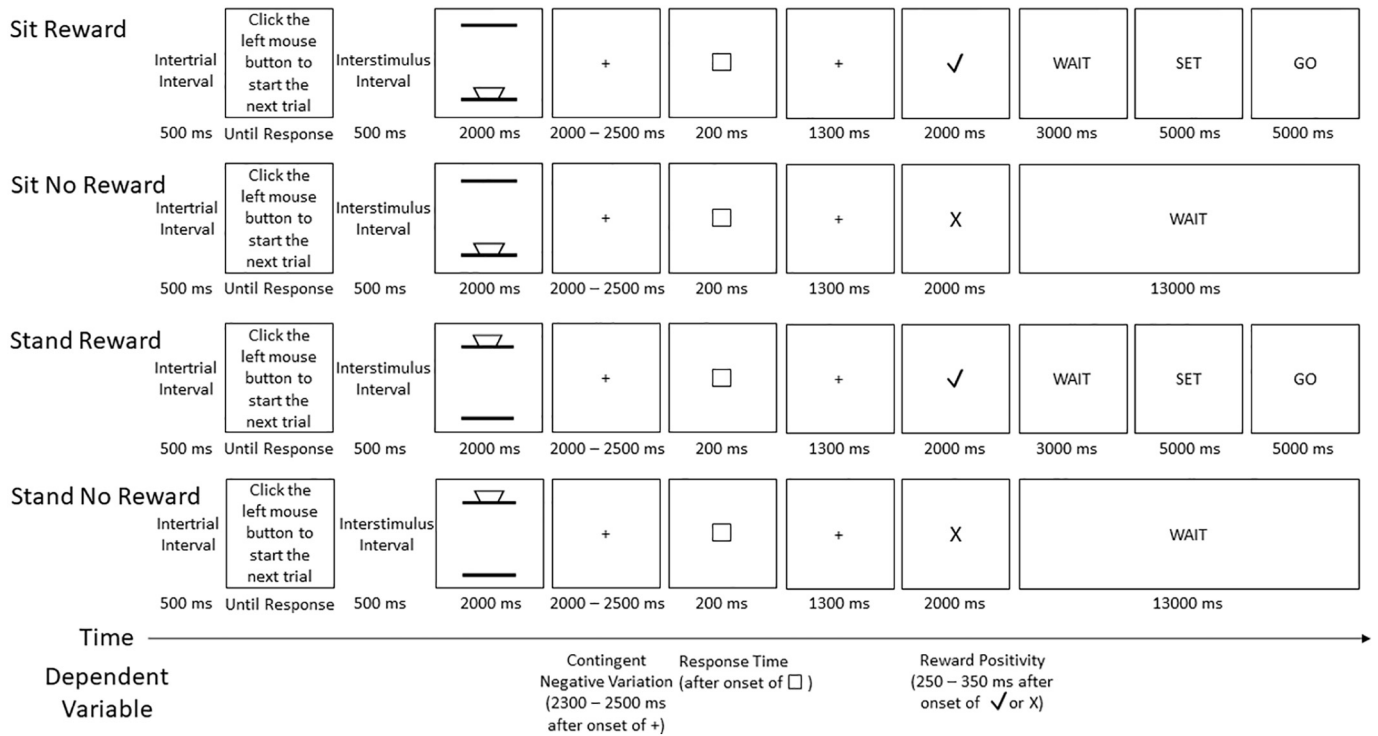 Sit Reward
Intertrial
Interval
Click the
left mouse
button to
start the
next trial
Interstimulus
Interval
+
+
✓
WAIT
SET
GO
500 ms Until Response 500 ms 2000 ms 2000 – 2500 ms 200 ms 1300 ms 2000 ms 3000 ms 5000 ms 5000 ms
Sit No Reward
Intertrial
Interval
Click the
left mouse
button to
start the
next trial
Interstimulus
Interval
+
+
X
WAIT
500 ms Until Response 500 ms 2000 ms 2000 – 2500 ms 200 ms 1300 ms 2000 ms 13000 ms
Stand Reward
Intertrial
Interval
Click the
left mouse
button to
start the
next trial
Interstimulus
Interval
+
+
✓
WAIT
SET
GO
500 ms Until Response 500 ms 2000 ms 2000 – 2500 ms 200 ms 1300 ms 2000 ms 3000 ms 5000 ms 5000 ms
Stand No Reward
Intertrial
Interval
Click the
left mouse
button to
start the
next trial
Interstimulus
Interval
+
+
X
WAIT
500 ms Until Response 500 ms 2000 ms 2000 – 2500 ms 200 ms 1300 ms 2000 ms 13000 ms
Time
Dependent
Variable
Contingent
Negative Variation
(2300 – 2500 ms
after onset of +)
Response Time
(after onset of □ )
Reward Positivity
(250 – 350 ms after
onset of ✓ or X)